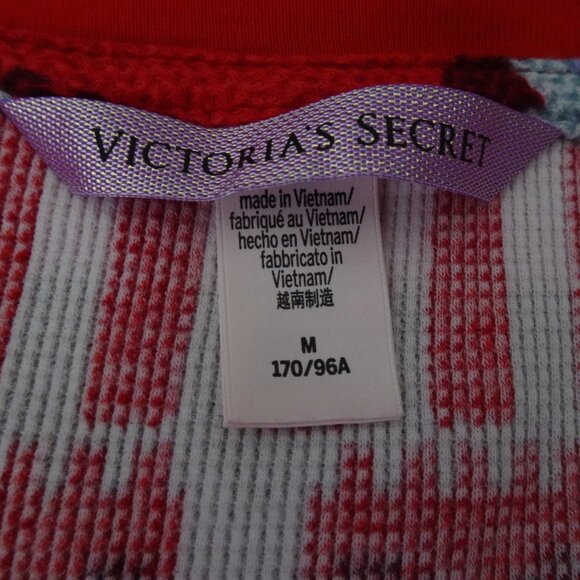 VICTORIA'S SECRET
made in Vietnam/
fabriqué au Vietnam/
hecho en Vietnam/
fabbricato in
Vietnam/
越南制造
M
170/96A